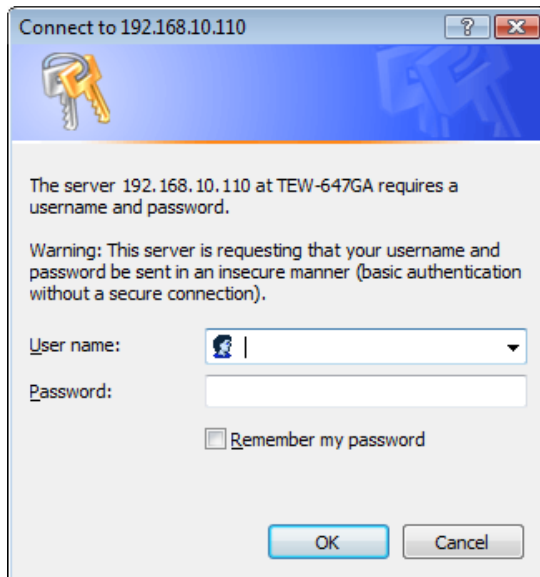 Connect to 192.168.10.110
The server 192.168.10.110 at TEW-647GA requires a
username and password.
Warning: This server is requesting that your username and
password be sent in an insecure manner (basic authentication
without a secure connection).
User name:
Password:
Remember my password
OK Cancel